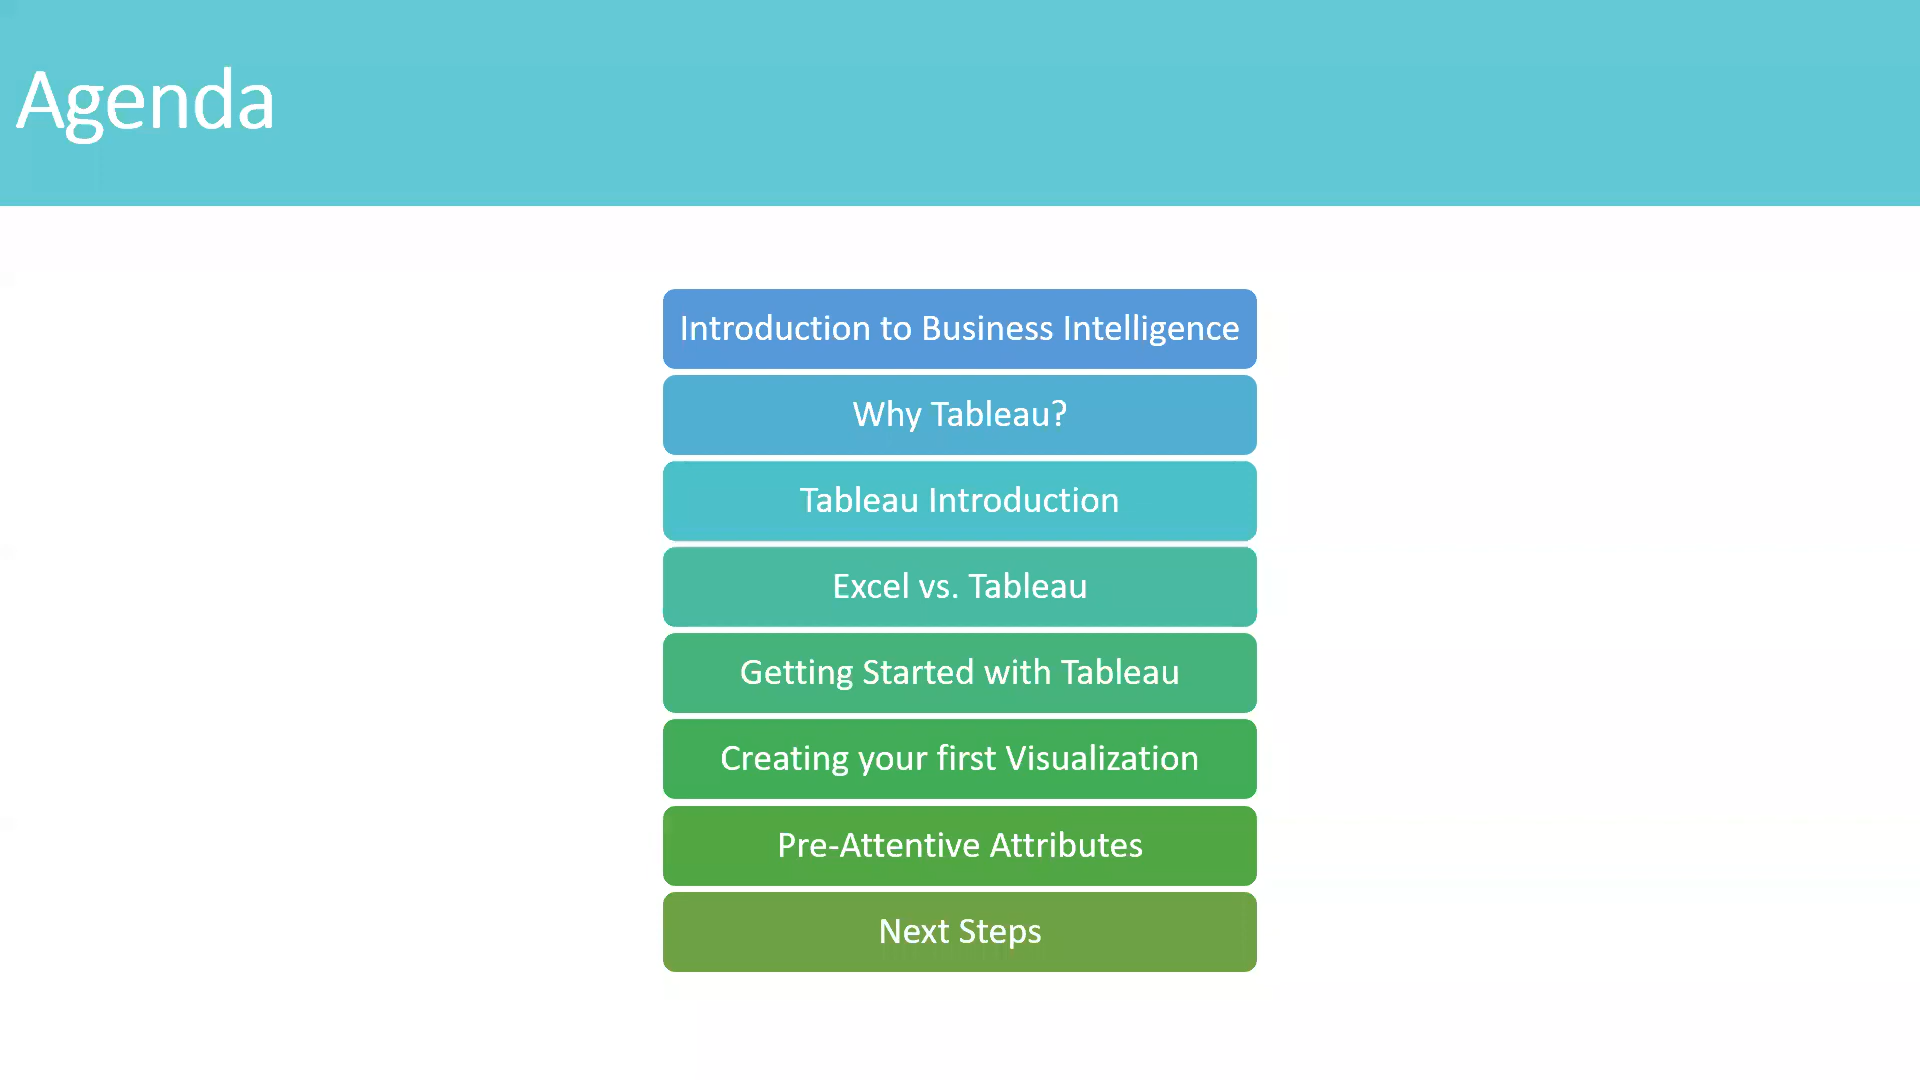 Agenda
Introduction to Business Intelligence
Why Tableau?
Tableau Introduction
Excel vs. Tableau
Getting Started with Tableau
Creating your first Visualization
Pre-Attentive Attributes
Next Steps